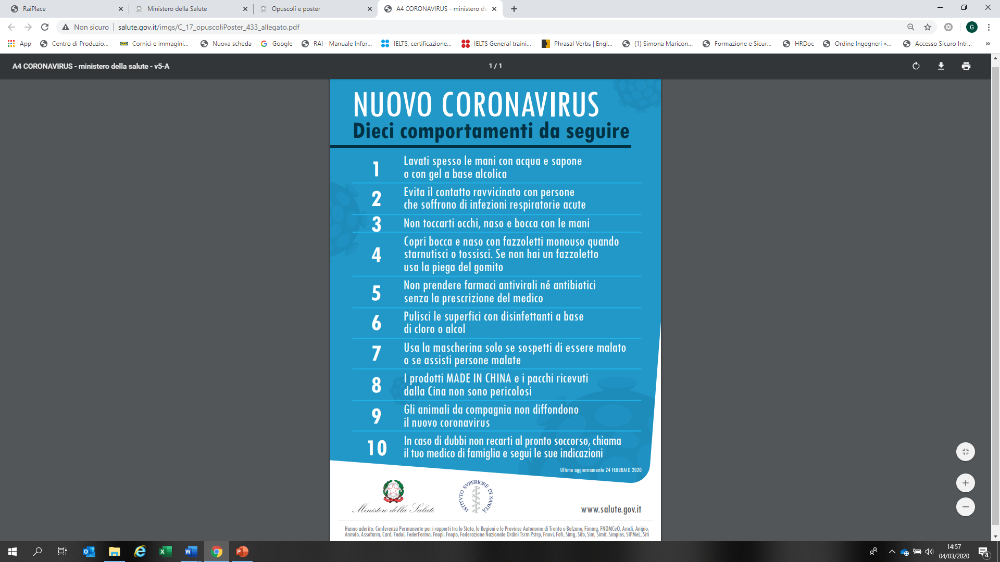 RaiPlace
Ministero della Salute
Opuscoli e poster
A4 CORONAVIRUS - ministero de
Non sicuro
salute.gov.it/imgs/C_17_opuscoliPoster_433_allegato.pdf
G
App
Centro di Produzio...
Cornici e immagini...
Nuova scheda
Google
RAI - Manuale Infor...
IELTS, certificazione...
IELTS General traini...
Phrasal Verbs | Engl...
(1) Simona Maricon...
Formazione e Sicur...
HRDoc
Ordine Ingegneri »...
Accesso Sicuro Intr...
»
A4 CORONAVIRUS - ministero della salute - v5-A
1 / 1
NUOVO CORONAVIRUS
Dieci comportamenti da seguire
1
Lavati spesso le mani con acqua e sapone
o con gel a base alcolica
2
Evita il contatto ravvicinato con persone
che soffrono di infezioni respiratorie acute
3
Non toccarti occhi, naso e bocca con le mani
4
Copri bocca e naso con fazzoletti monouso quando
starnutisci o tossisci. Se non hai un fazzoletto
usa la piega del gomito
5
Non prendere farmaci antivirali né antibiotici
senza la prescrizione del medico
6
Pulisci le superfici con disinfettanti a base
di cloro o alcol
7
Usa la mascherina solo se sospetti di essere malato
o se assisti persone malate
8
I prodotti MADE IN CHINA e i pacchi ricevuti
dalla Cina non sono pericolosi
9
Gli animali da compagnia non diffondono
il nuovo coronavirus
10
In caso di dubbi non recarti al pronto soccorso, chiama
il tuo medico di famiglia e segui le sue indicazioni
Ultimo aggiornamento 24 FEBBRAIO 2020
Ministero della Salute
ISTITVTO SVPERIORE DI SANITÀ
www.salute.gov.it
Hanno aderito: Conferenza Permanente per i rapporti tra lo Stato, le Regioni e le Province Autonome di Trento e Bolzano, Fimmg, FNOMCeO, Amcli, Anipio,
Anmdo, Assofarm, Card, Fadoi, FederFarma, Fnopi, Fnopo, Federazione Nazionale Ordini Tsrm Pstrp, Fnovi, Fofi, Simg, Sifo, Sim, Simit, Simpios, SIPMeL, Siti
14:57
04/03/2020
4